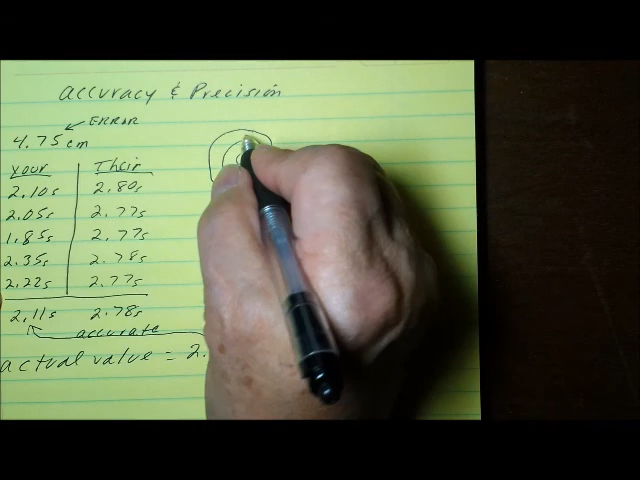 Accuracy & Precision
ERROR
4.75 cm
Your Their
2.10s 2.80s
2.05s 2.77s
1.85s 2.77s
2.35s 2.78s
2.22s 2.77s
2.11s 2.78s
accurate
actual value = 2.